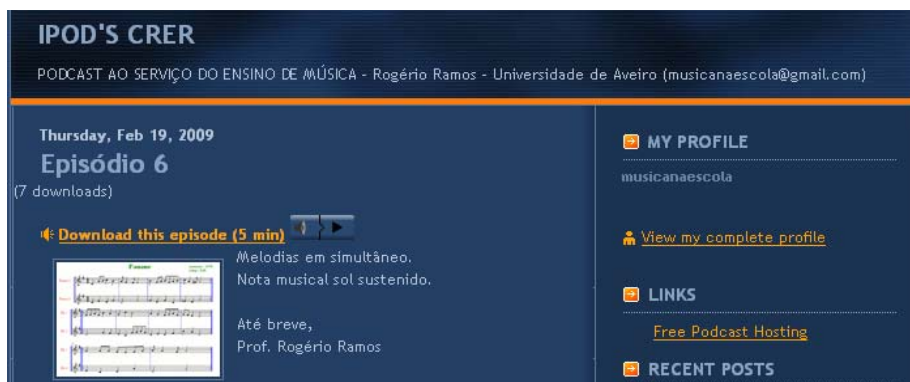 IPOD'S CRER
PODCAST AO SERVIÇO DO ENSINO DE MÚSICA - Rogério Ramos - Universidade de Aveiro (musicanaescola@gmail.com)
Thursday, Feb 19, 2009
Episódio 6
(7 downloads)
Download this episode (5 min)
Melodias em simultâneo.
Nota musical sol sustenido.
Até breve,
Prof. Rogério Ramos
MY PROFILE
musicanaescola
View my complete profile
LINKS
Free Podcast Hosting
RECENT POSTS